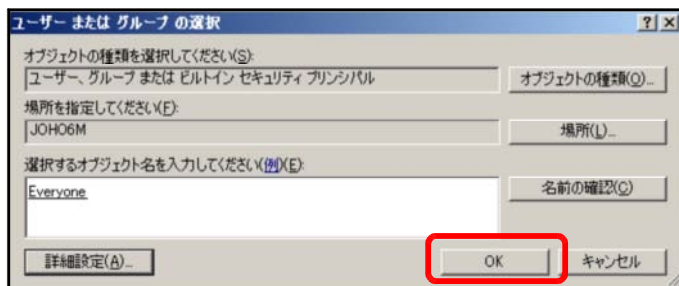 ユーザー または グループ の選択
オブジェクトの種類を選択してください(S):
ユーザー、グループ または ビルトイン セキュリティ プリンシパル
オブジェクトの種類(O)...
場所を指定してください(F):
JOHO6M
場所(L)...
選択するオブジェクト名を入力してください(例)(E):
Everyone
名前の確認(C)
詳細設定(A)...
OK
キャンセル